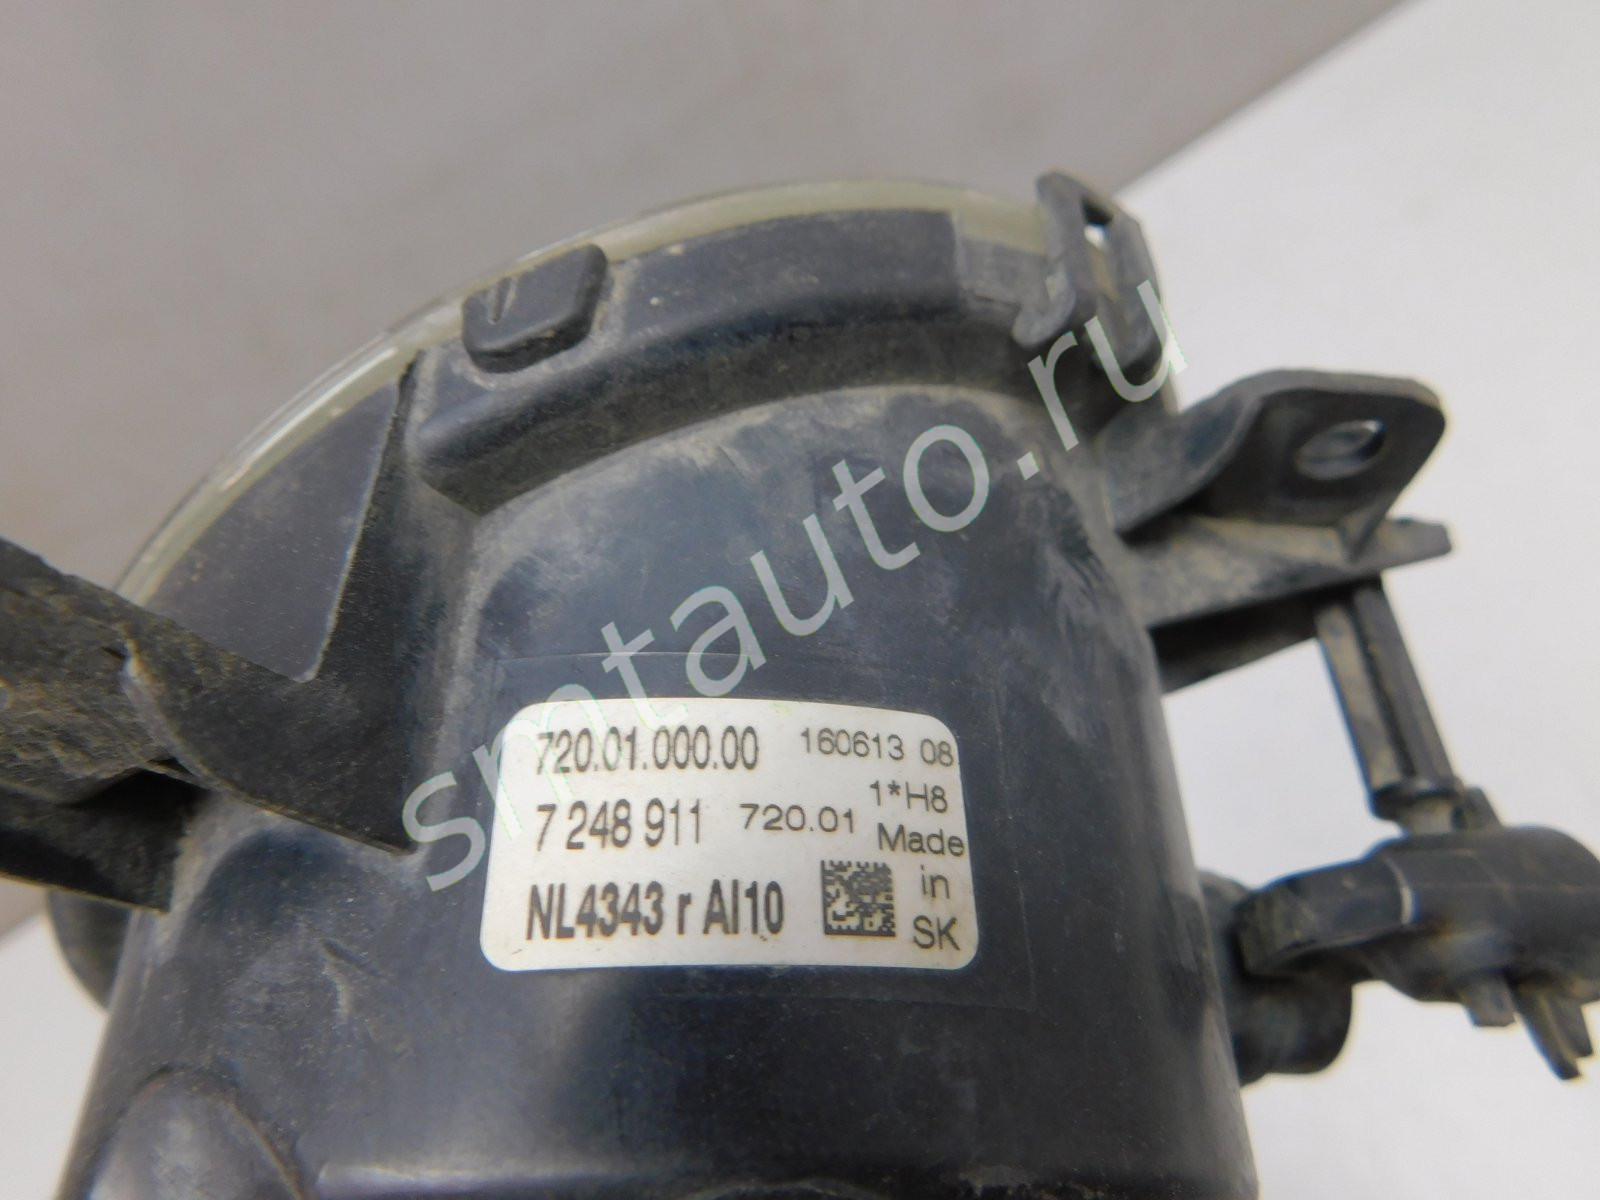 smtauto.ru
720.01.000.00 160613 08
1*H8
7 248 911 720.01 Made
in
NL4343 r AI10 SK